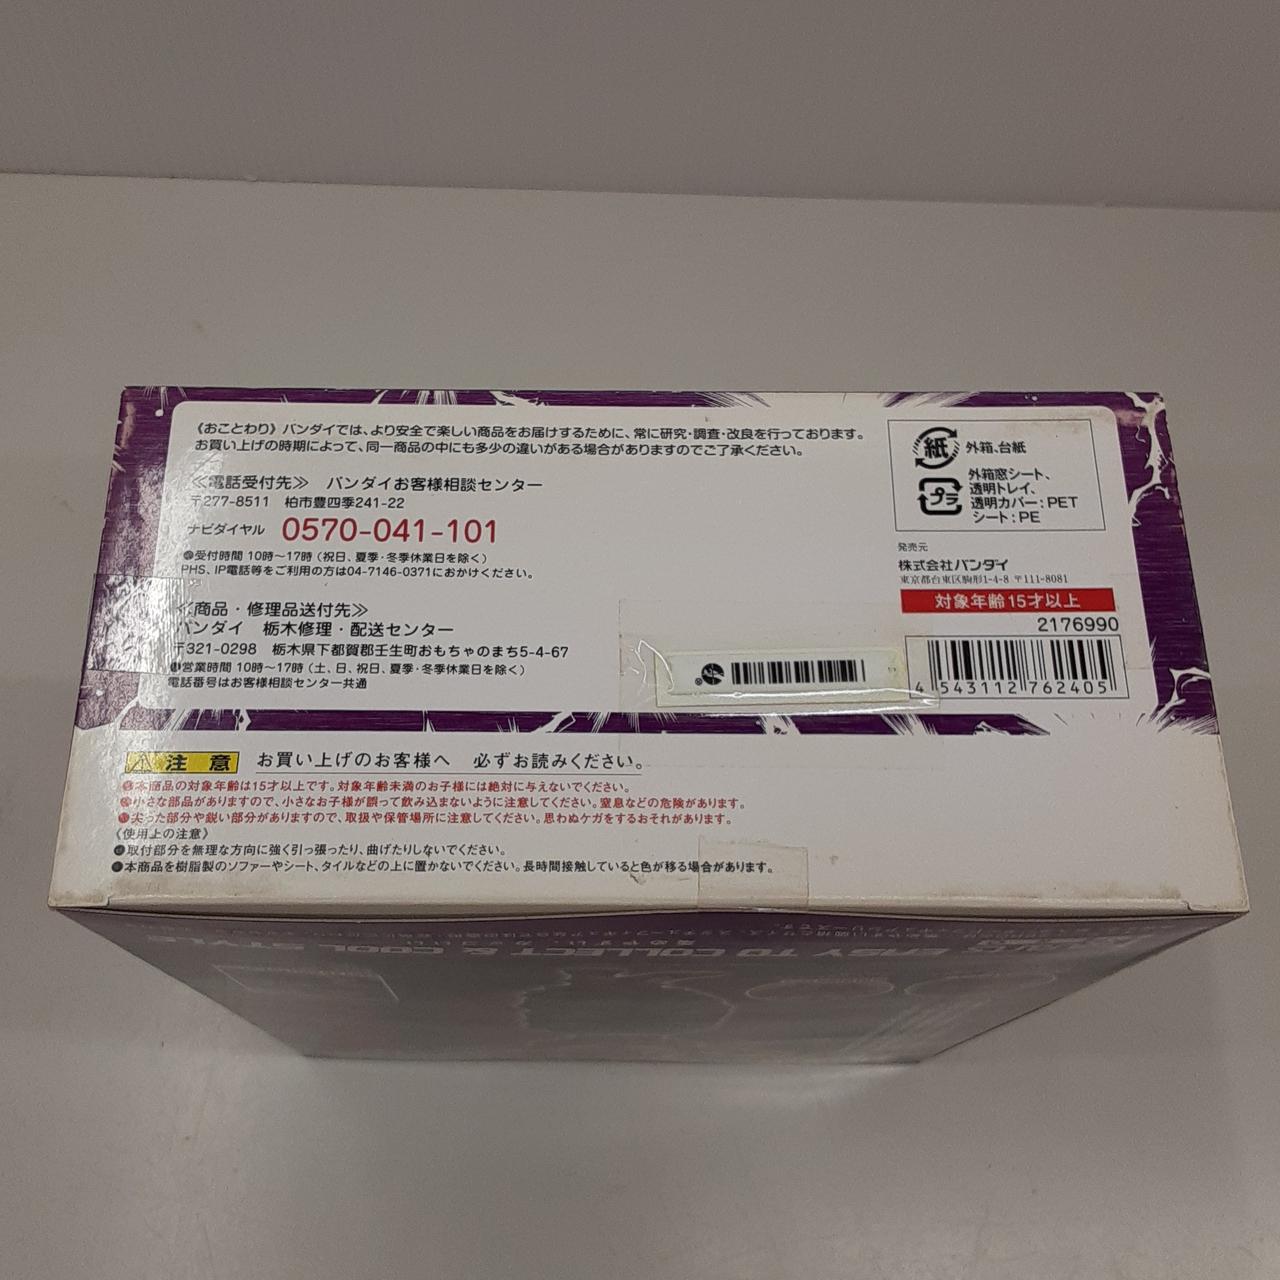 《おことわり》バンダイでは、より安全で楽しい商品をお届けするために、常に研究・調査・改良を行っております。
お買い上げの時期によって、同一商品の中にも多少の違いがある場合がありますのでご了承ください。
≪電話受付先≫ バンダイお客様相談センター
〒277-8511 柏市豊四季241-22
ナビダイヤル 0570-041-101
●受付時間 10時〜17時(祝日、夏季・冬季休業日を除く)
PHS、IP電話等をご利用の方は04-7146-0371におかけください。
≪商品・修理品送付先≫
バンダイ 栃木修理・配送センター
〒321-0298 栃木県下都賀郡壬生町おもちゃのまち5-4-67
●営業時間 10時〜17時(土、日、祝日、夏季・冬季休業日を除く)
電話番号はお客様相談センター共通
紙 外箱、台紙
プラ 外箱窓シート、
透明トレイ、
透明カバー:PET
シート:PE
発売元
株式会社バンダイ
東京都台東区駒形1-4-8 〒111-8081
対象年齢15才以上
2176990
4 543112 762405
注意 お買い上げのお客様へ 必ずお読みください。
●本商品の対象年齢は15才以上です。対象年齢未満のお子様には絶対に与えないでください。
●小さな部品がありますので、小さなお子様が誤って飲み込まないように注意してください。窒息などの危険があります。
●尖った部分や鋭い部分がありますので、取扱や保管場所に注意してください。思わぬケガをするおそれがあります。
《使用上の注意》
●取付部分を無理な方向に強く引っ張ったり、曲げたりしないでください。
●本商品を樹脂製のソファーやシート、タイルなどの上に置かないでください。長時間接触していると色が移る場合があります。
EASY TO COLLECT & COOL STYLE